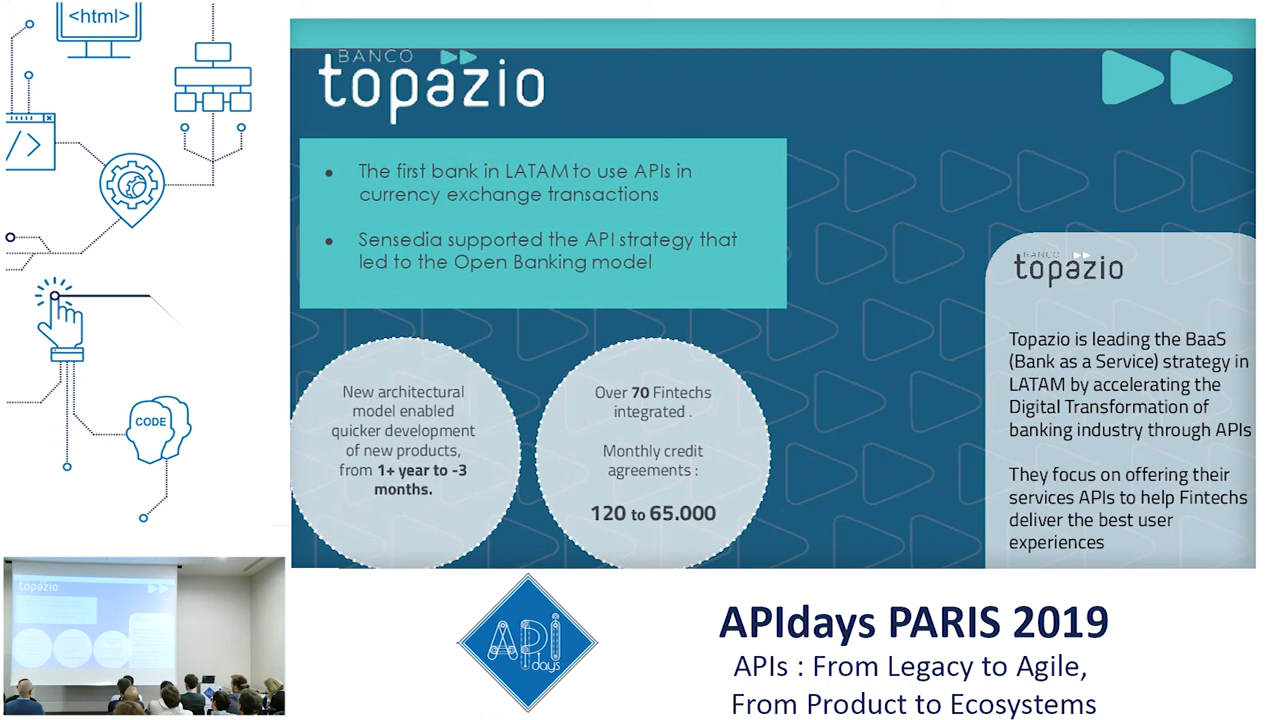 <html>
</>
CODE
BANCO
topazio
The first bank in LATAM to use APIs in
currency exchange transactions
Sensedia supported the API strategy that
led to the Open Banking model
New architectural
model enabled
quicker development
of new products,
from 1+ year to -3
months.
Over 70 Fintechs
integrated .
Monthly credit
agreements :
120 to 65.000
BANCO
topazio
Topazio is leading the BaaS
(Bank as a Service) strategy in
LATAM by accelerating the
Digital Transformation of
banking industry through APIs
They focus on offering their
services APIs to help Fintechs
deliver the best user
experiences
topazio
API
days
APIdays PARIS 2019
APIs : From Legacy to Agile,
From Product to Ecosystems